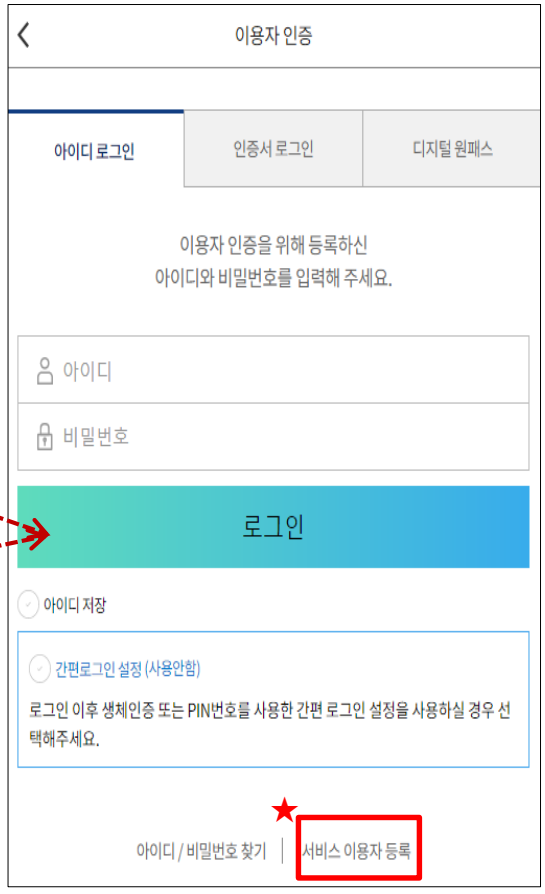 이용자 인증
아이디 로그인
인증서 로그인
디지털 원패스
이용자 인증을 위해 등록하신
아이디와 비밀번호를 입력해 주세요.
아이디
비밀번호
로그인
아이디 저장
간편로그인 설정 (사용안함)
로그인 이후 생체인증 또는 PIN번호를 사용한 간편 로그인 설정을 사용하실 경우 선
택해주세요.
아이디 / 비밀번호 찾기 | 서비스 이용자 등록